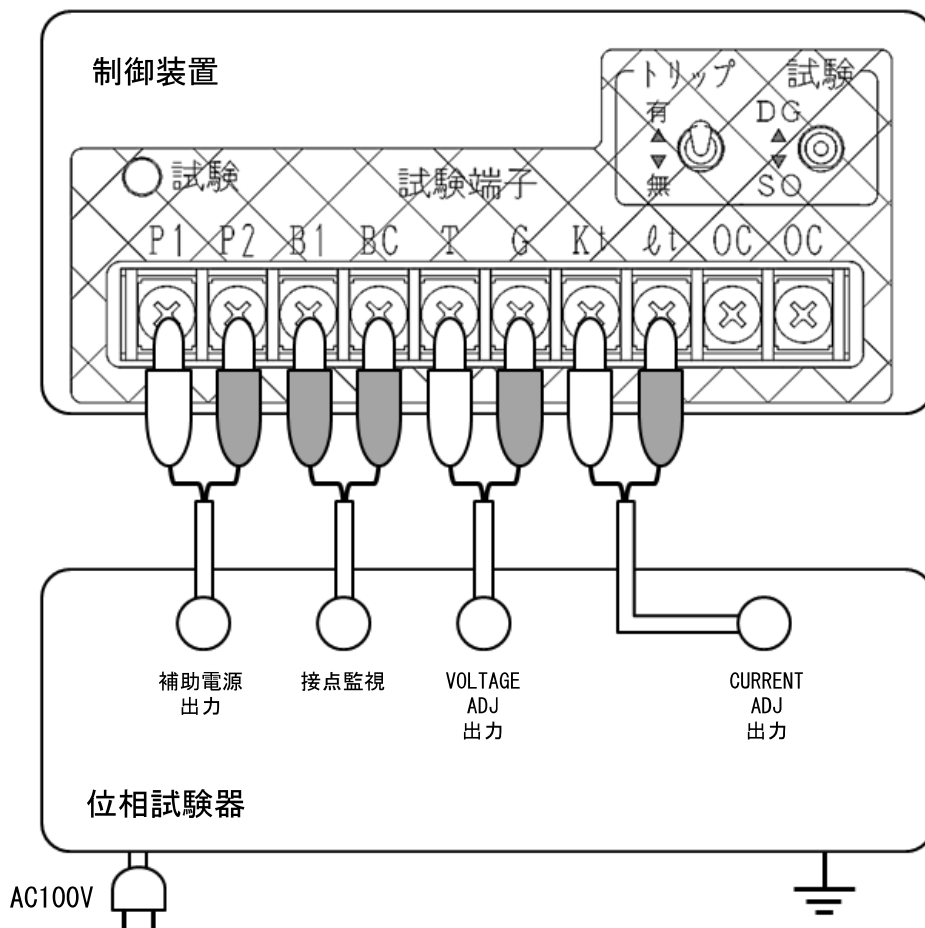 制御装置
トリップ 試験
有 DG
無 SO
試験 試験端子
P1 P2 B1 BC T G Kt ℓt OC OC
補助電源
出力
接点監視
VOLTAGE
ADJ
出力
CURRENT
ADJ
出力
位相試験器
AC100V